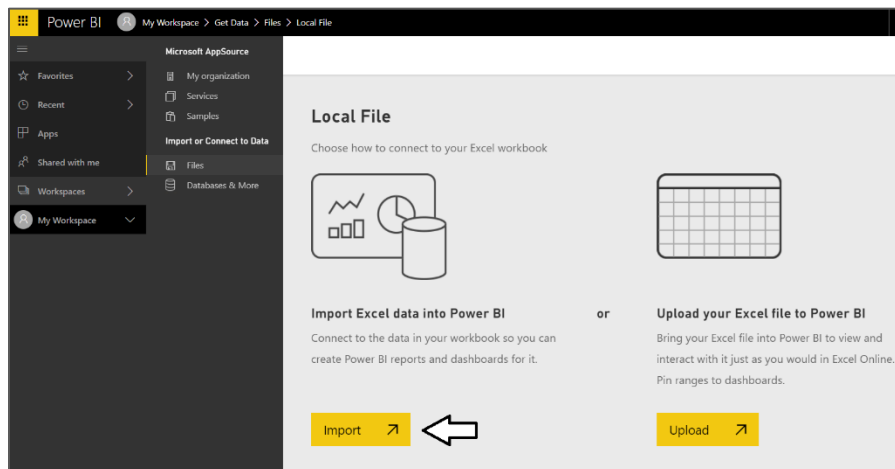 Power BI
My Workspace > Get Data > Files > Local File
Favorites
Recent
Apps
Shared with me
Workspaces
My Workspace
Microsoft AppSource
My organization
Services
Samples
Import or Connect to Data
Files
Databases & More
Local File
Choose how to connect to your Excel workbook
Import Excel data into Power BI
Connect to the data in your workbook so you can
create Power BI reports and dashboards for it.
Import
or
Upload your Excel file to Power BI
Bring your Excel file into Power BI to view and
interact with it just as you would in Excel Online.
Pin ranges to dashboards.
Upload